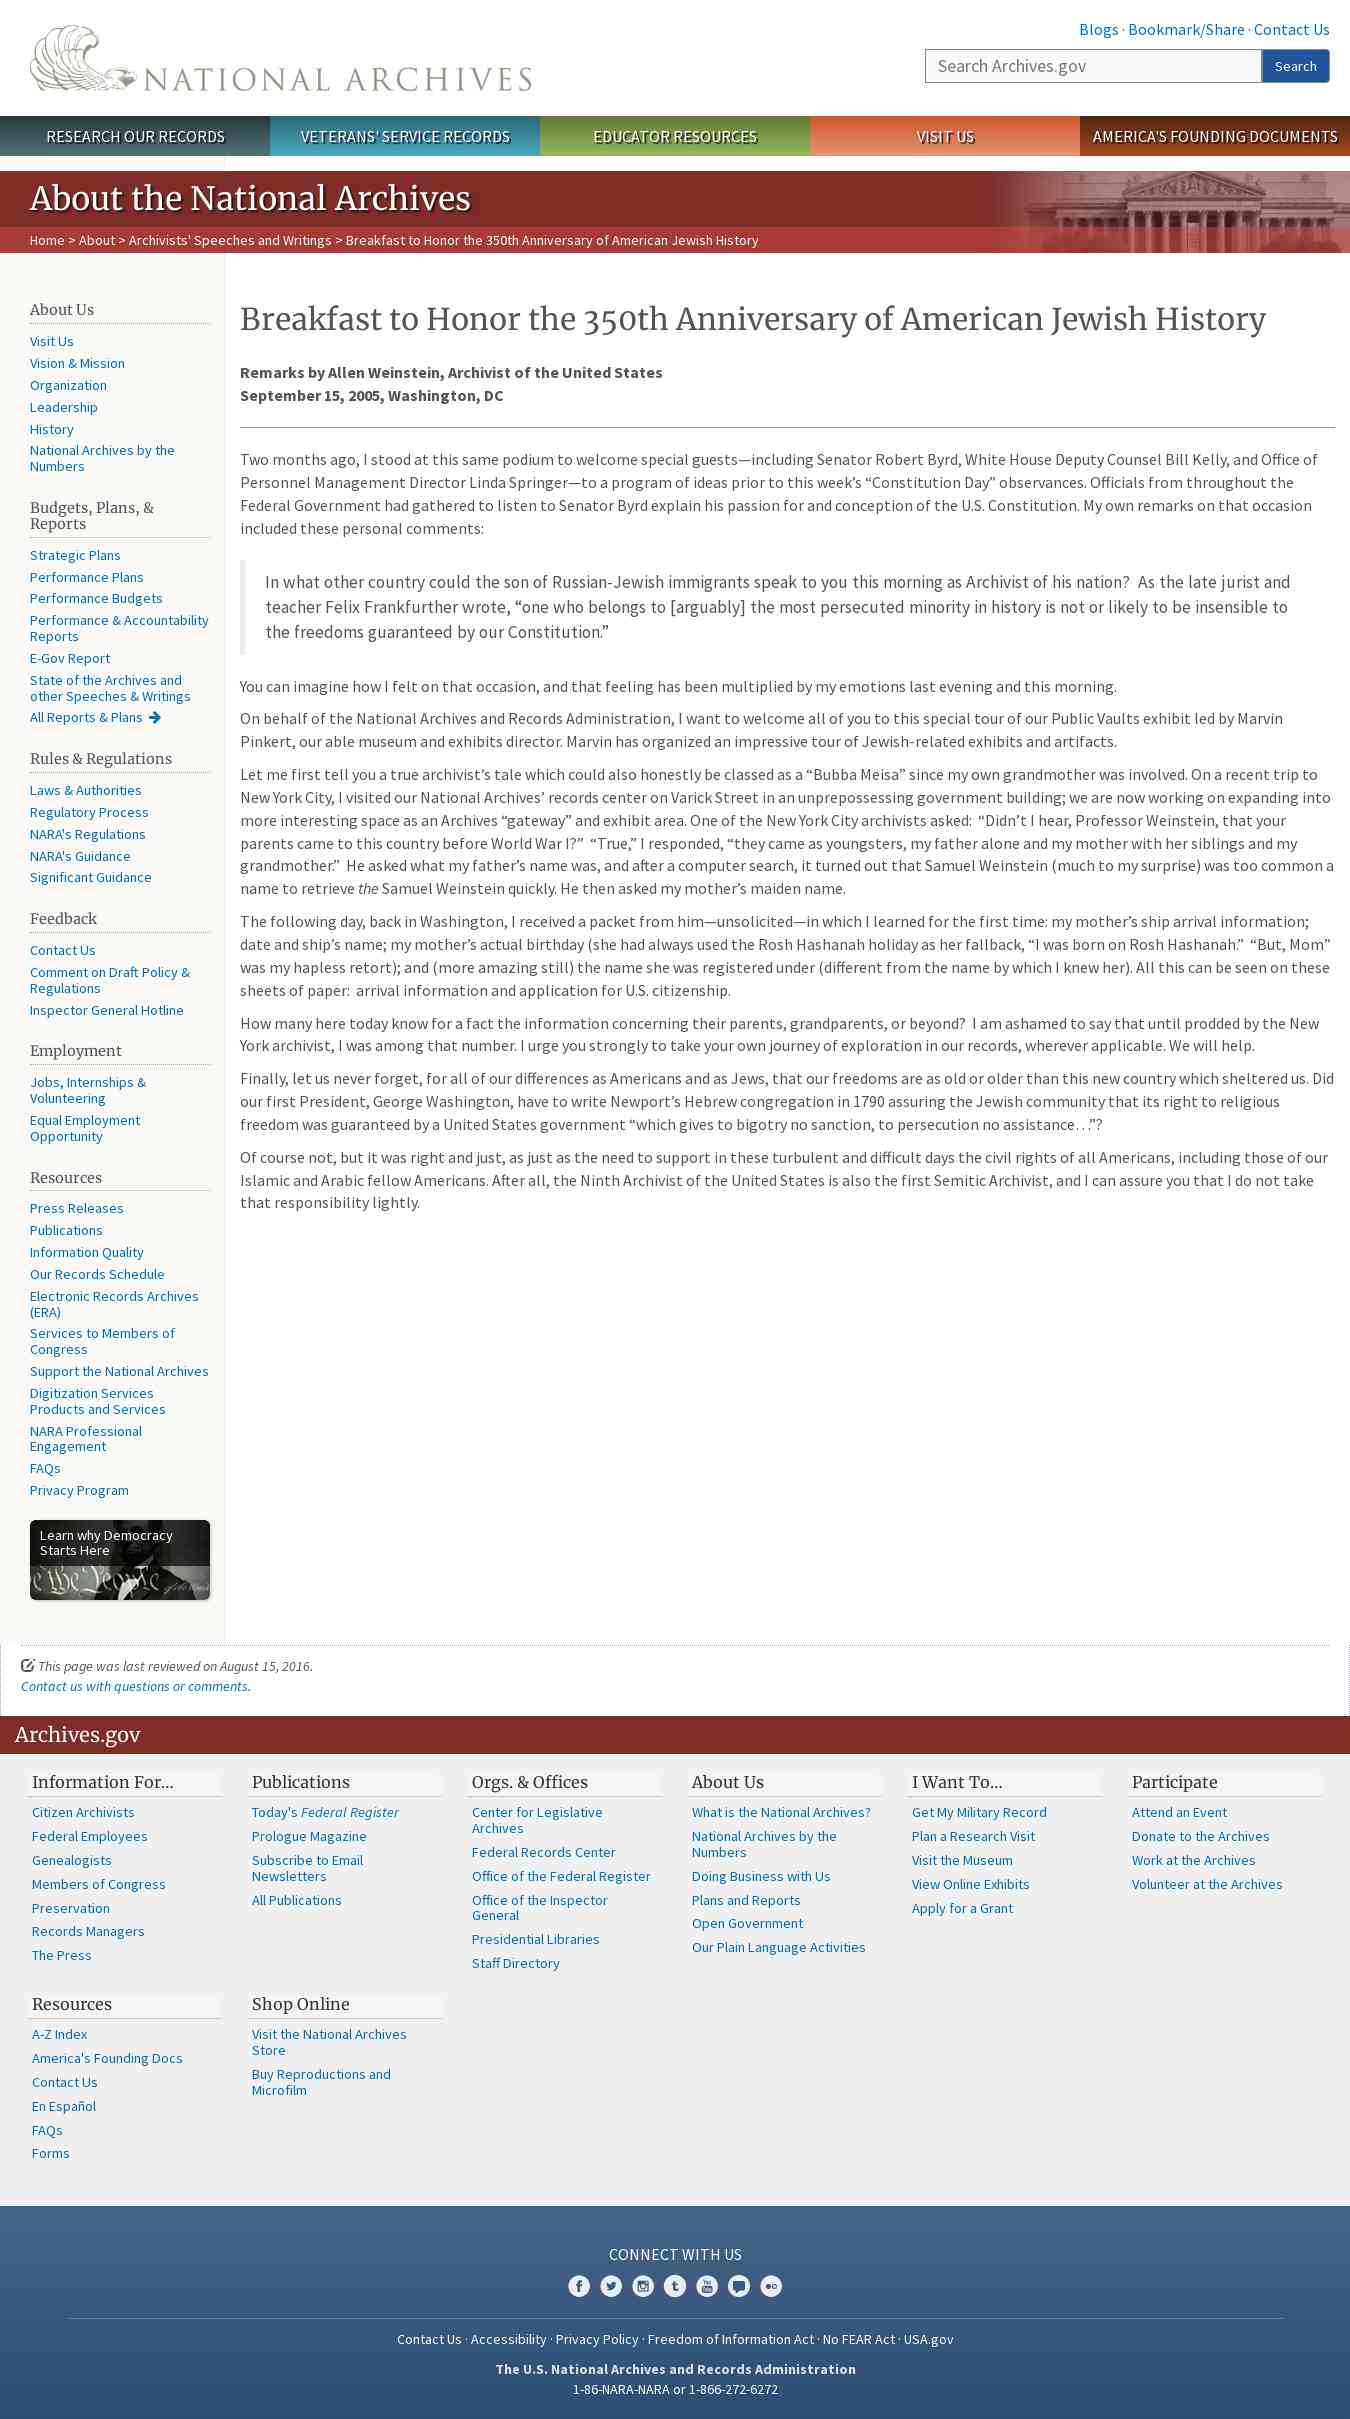 NATIONAL ARCHIVES
Blogs · Bookmark/Share · Contact Us
Search Archives.gov
Search
RESEARCH OUR RECORDS
VETERANS' SERVICE RECORDS
EDUCATOR RESOURCES
VISIT US
AMERICA'S FOUNDING DOCUMENTS
About the National Archives
Home > About > Archivists' Speeches and Writings > Breakfast to Honor the 350th Anniversary of American Jewish History
About Us
Visit Us
Vision & Mission
Organization
Leadership
History
National Archives by the
Numbers
Budgets, Plans, &
Reports
Strategic Plans
Performance Plans
Performance Budgets
Performance & Accountability
Reports
E-Gov Report
State of the Archives and
other Speeches & Writings
All Reports & Plans
Rules & Regulations
Laws & Authorities
Regulatory Process
NARA's Regulations
NARA's Guidance
Significant Guidance
Feedback
Contact Us
Comment on Draft Policy &
Regulations
Inspector General Hotline
Employment
Jobs, Internships &
Volunteering
Equal Employment
Opportunity
Resources
Press Releases
Publications
Information Quality
Our Records Schedule
Electronic Records Archives
(ERA)
Services to Members of
Congress
Support the National Archives
Digitization Services
Products and Services
NARA Professional
Engagement
FAQs
Privacy Program
Learn why Democracy
Starts Here
e the People
Breakfast to Honor the 350th Anniversary of American Jewish History
Remarks by Allen Weinstein, Archivist of the United States
September 15, 2005, Washington, DC
Two months ago, I stood at this same podium to welcome special guests—including Senator Robert Byrd, White House Deputy Counsel Bill Kelly, and Office of
Personnel Management Director Linda Springer—to a program of ideas prior to this week’s “Constitution Day” observances. Officials from throughout the
Federal Government had gathered to listen to Senator Byrd explain his passion for and conception of the U.S. Constitution. My own remarks on that occasion
included these personal comments:
In what other country could the son of Russian-Jewish immigrants speak to you this morning as Archivist of his nation?  As the late jurist and
teacher Felix Frankfurther wrote, “one who belongs to [arguably] the most persecuted minority in history is not or likely to be insensible to
the freedoms guaranteed by our Constitution.”
You can imagine how I felt on that occasion, and that feeling has been multiplied by my emotions last evening and this morning.
On behalf of the National Archives and Records Administration, I want to welcome all of you to this special tour of our Public Vaults exhibit led by Marvin
Pinkert, our able museum and exhibits director. Marvin has organized an impressive tour of Jewish-related exhibits and artifacts.
Let me first tell you a true archivist’s tale which could also honestly be classed as a “Bubba Meisa” since my own grandmother was involved. On a recent trip to
New York City, I visited our National Archives’ records center on Varick Street in an unprepossessing government building; we are now working on expanding into
more interesting space as an Archives “gateway” and exhibit area. One of the New York City archivists asked:  “Didn’t I hear, Professor Weinstein, that your
parents came to this country before World War I?”  “True,” I responded, “they came as youngsters, my father alone and my mother with her siblings and my
grandmother.”  He asked what my father’s name was, and after a computer search, it turned out that Samuel Weinstein (much to my surprise) was too common a
name to retrieve the Samuel Weinstein quickly. He then asked my mother’s maiden name.
The following day, back in Washington, I received a packet from him—unsolicited—in which I learned for the first time: my mother’s ship arrival information;
date and ship’s name; my mother’s actual birthday (she had always used the Rosh Hashanah holiday as her fallback, “I was born on Rosh Hashanah.”  “But, Mom”
was my hapless retort); and (more amazing still) the name she was registered under (different from the name by which I knew her). All this can be seen on these
sheets of paper:  arrival information and application for U.S. citizenship.
How many here today know for a fact the information concerning their parents, grandparents, or beyond?  I am ashamed to say that until prodded by the New
York archivist, I was among that number. I urge you strongly to take your own journey of exploration in our records, wherever applicable. We will help.
Finally, let us never forget, for all of our differences as Americans and as Jews, that our freedoms are as old or older than this new country which sheltered us. Did
our first President, George Washington, have to write Newport’s Hebrew congregation in 1790 assuring the Jewish community that its right to religious
freedom was guaranteed by a United States government “which gives to bigotry no sanction, to persecution no assistance. . .”?
Of course not, but it was right and just, as just as the need to support in these turbulent and difficult days the civil rights of all Americans, including those of our
Islamic and Arabic fellow Americans. After all, the Ninth Archivist of the United States is also the first Semitic Archivist, and I can assure you that I do not take
that responsibility lightly.
This page was last reviewed on August 15, 2016.
Contact us with questions or comments.
Archives.gov
Information For…
Citizen Archivists
Federal Employees
Genealogists
Members of Congress
Preservation
Records Managers
The Press
Publications
Today's Federal Register
Prologue Magazine
Subscribe to Email
Newsletters
All Publications
Orgs. & Offices
Center for Legislative
Archives
Federal Records Center
Office of the Federal Register
Office of the Inspector
General
Presidential Libraries
Staff Directory
About Us
What is the National Archives?
National Archives by the
Numbers
Doing Business with Us
Plans and Reports
Open Government
Our Plain Language Activities
I Want To…
Get My Military Record
Plan a Research Visit
Visit the Museum
View Online Exhibits
Apply for a Grant
Participate
Attend an Event
Donate to the Archives
Work at the Archives
Volunteer at the Archives
Resources
A-Z Index
America's Founding Docs
Contact Us
En Español
FAQs
Forms
Shop Online
Visit the National Archives
Store
Buy Reproductions and
Microfilm
CONNECT WITH US
Contact Us · Accessibility · Privacy Policy · Freedom of Information Act · No FEAR Act · USA.gov
The U.S. National Archives and Records Administration
1-86-NARA-NARA or 1-866-272-6272